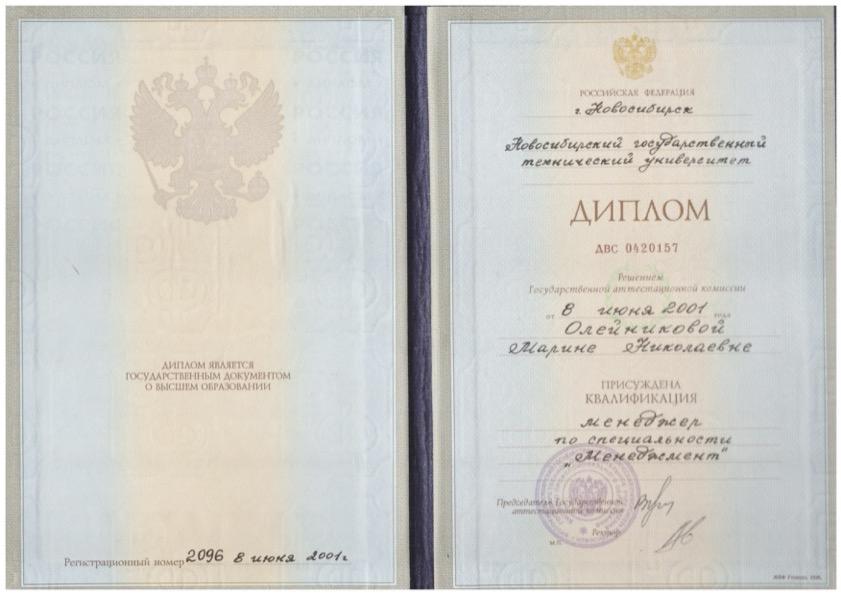 РОССИЯ
РОССИЯ
ДИПЛОМ ЯВЛЯЕТСЯ
ГОСУДАРСТВЕННЫМ ДОКУМЕНТОМ
О ВЫСШЕМ ОБРАЗОВАНИИ
Регистрационный номер 2096 8 июня 2001г
РОССИЙСКАЯ ФЕДЕРАЦИЯ
г. Новосибирск
Новосибирский государственный
технический университет
ДИПЛОМ
ДВС 0420157
Решением
Государственной аттестационной комиссии
от 8 июня 2001 года
Олейниковой
Марине Николаевне
ПРИСУЖДЕНА
КВАЛИФИКАЦИЯ
менеджер
по специальности
„Менеджмент"
Председатель Государственной
аттестационной комиссии
Ректор
М.П.